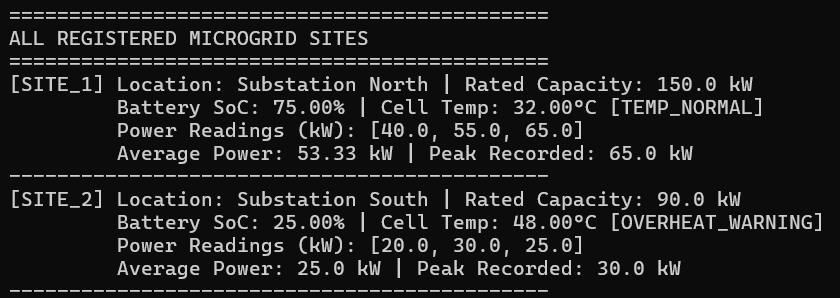 =============================================
ALL REGISTERED MICROGRID SITES
=============================================
[SITE_1] Location: Substation North | Rated Capacity: 150.0 kW
         Battery SoC: 75.00% | Cell Temp: 32.00°C [TEMP_NORMAL]
         Power Readings (kW): [40.0, 55.0, 65.0]
         Average Power: 53.33 kW | Peak Recorded: 65.0 kW
---------------------------------------------
[SITE_2] Location: Substation South | Rated Capacity: 90.0 kW
         Battery SoC: 25.00% | Cell Temp: 48.00°C [OVERHEAT_WARNING]
         Power Readings (kW): [20.0, 30.0, 25.0]
         Average Power: 25.0 kW | Peak Recorded: 30.0 kW
---------------------------------------------